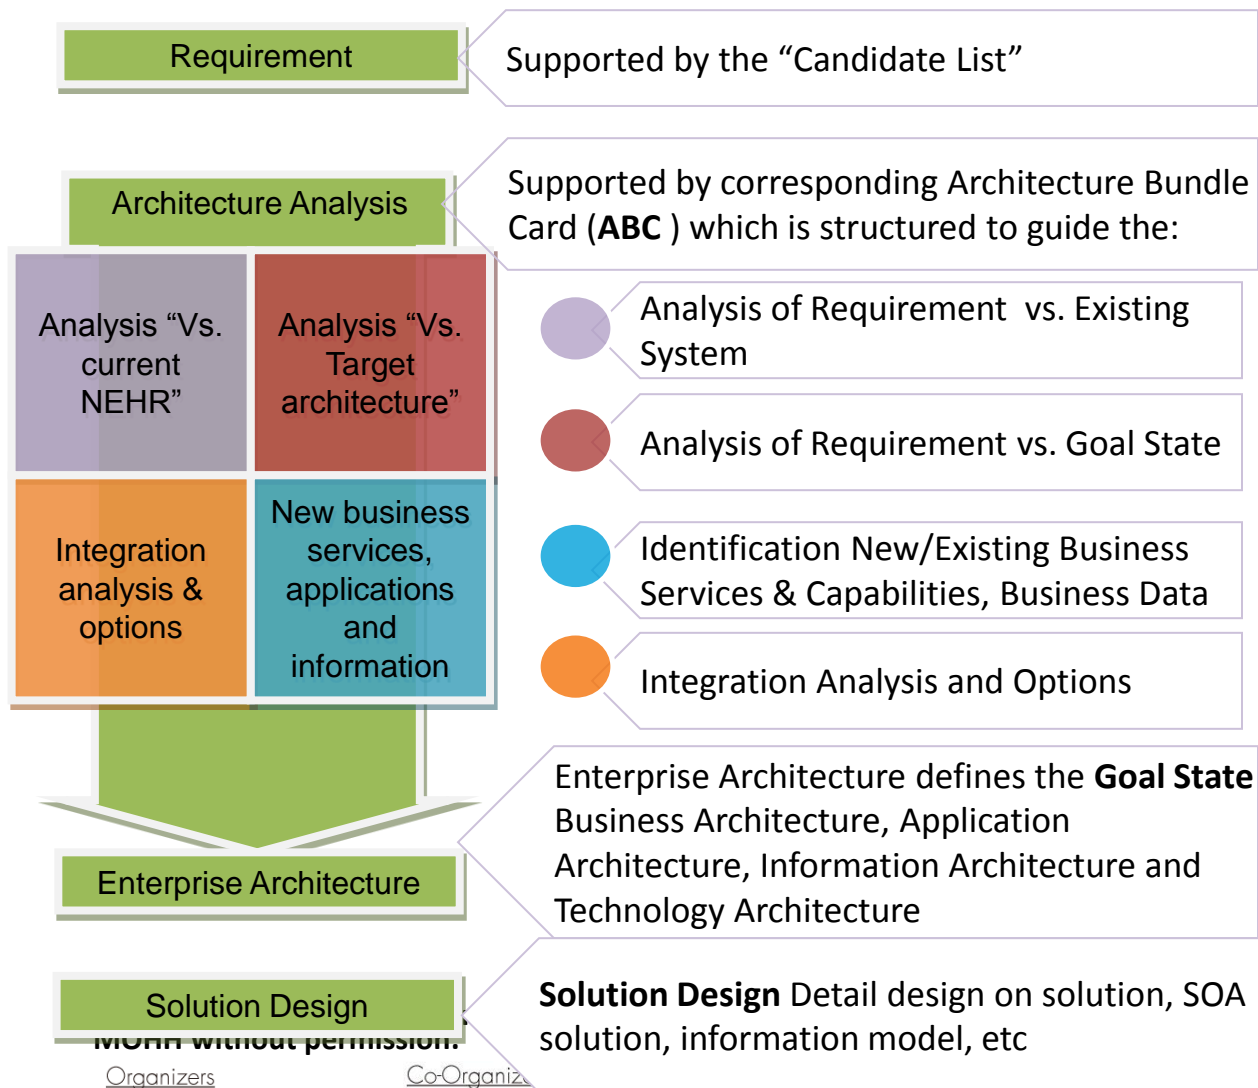 Requirement
Supported by the “Candidate List”
Architecture Analysis
Supported by corresponding Architecture Bundle
Card (ABC ) which is structured to guide the:
Analysis “Vs.
current
NEHR”
Analysis “Vs.
Target
architecture”
Integration
analysis &
options
New business
services,
applications
and
information
Analysis of Requirement  vs. Existing
System
Analysis of Requirement vs. Goal State
Identification New/Existing Business
Services & Capabilities, Business Data
Integration Analysis and Options
Enterprise Architecture
Enterprise Architecture defines the Goal State
Business Architecture, Application
Architecture, Information Architecture and
Technology Architecture
Solution Design
Solution Design Detail design on solution, SOA
solution, information model, etc
MOHH without permission.
Organizers